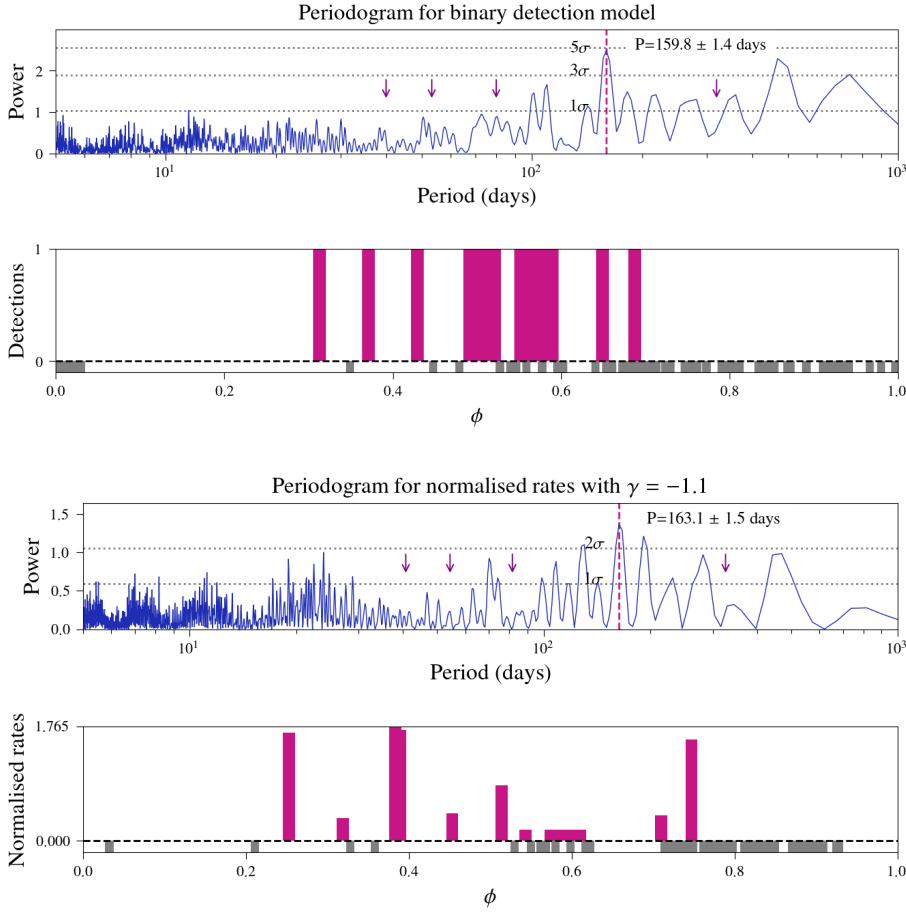 Periodogram for binary detection model
Power
2
1
0
5σ
3σ
1σ
P=159.8 ± 1.4 days
10¹
10²
10³
Period (days)
Detections
1
0
0.0
0.2
0.4
0.6
0.8
1.0
ϕ
Periodogram for normalised rates with γ = −1.1
Power
1.5
1.0
0.5
0.0
2σ
1σ
P=163.1 ± 1.5 days
10¹
10²
10³
Period (days)
Normalised rates
1.765
0.000
0.0
0.2
0.4
0.6
0.8
1.0
ϕ